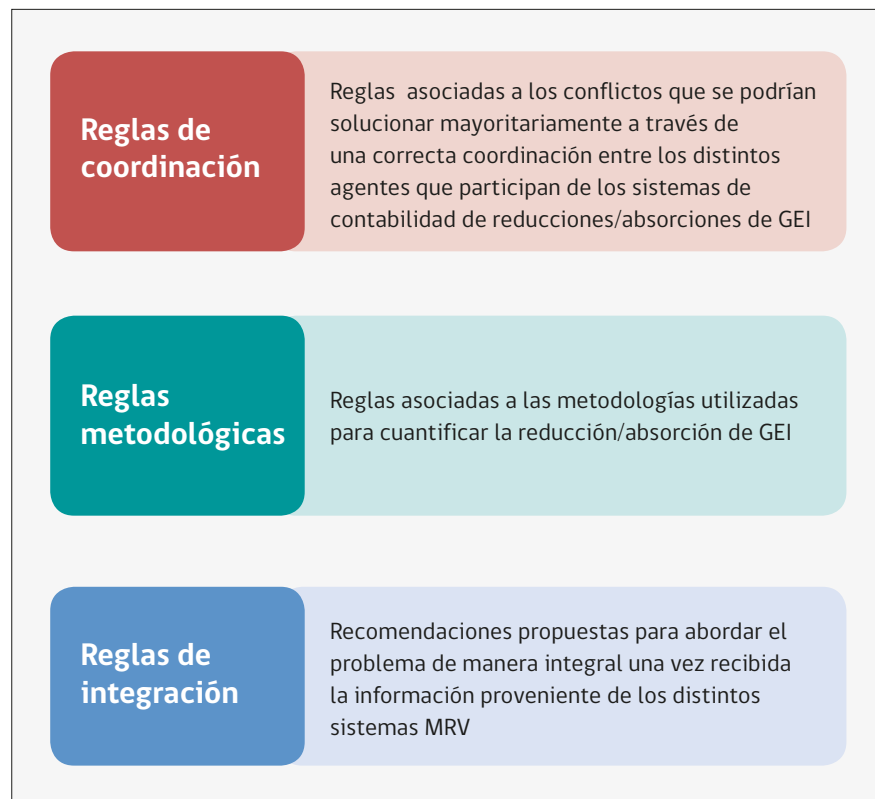 Reglas de
coordinación
Reglas asociadas a los conflictos que se podrían
solucionar mayoritariamente a través de
una correcta coordinación entre los distintos
agentes que participan de los sistemas de
contabilidad de reducciones/absorciones de GEI
Reglas
metodológicas
Reglas asociadas a las metodologías utilizadas
para cuantificar la reducción/absorción de GEI
Reglas de
integración
Recomendaciones propuestas para abordar el
problema de manera integral una vez recibida
la información proveniente de los distintos
sistemas MRV